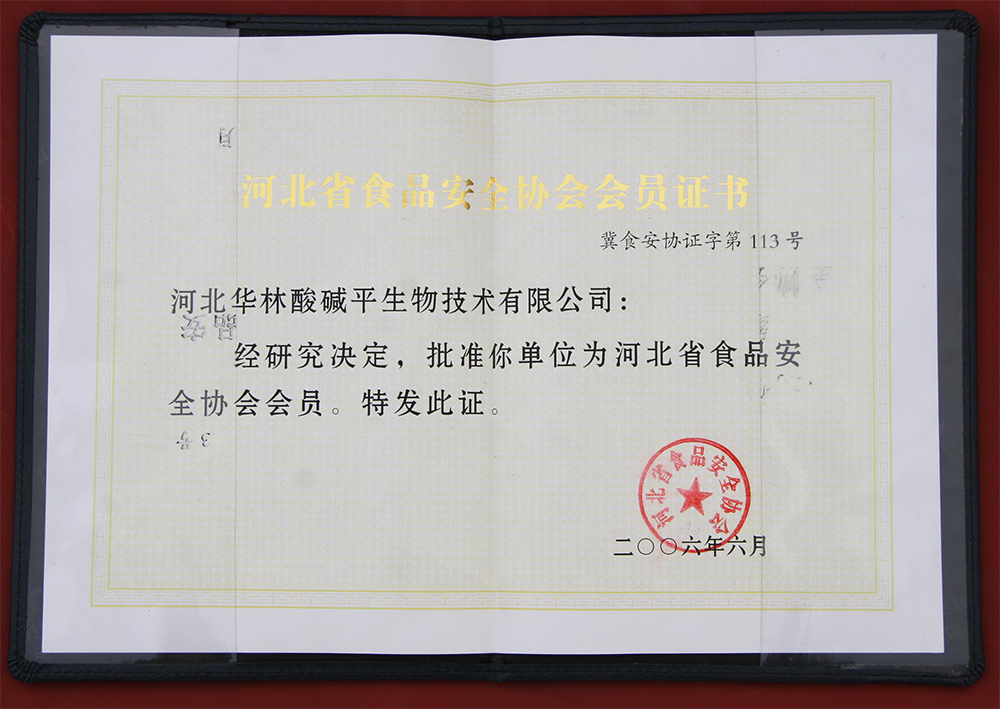 河北省食品安全协会会员证书
冀食安协证字第 113 号
河北华林酸碱平生物技术有限公司：
经研究决定，批准你单位为河北省食品安
全协会会员。特发此证。
河北省食品安全协会
二〇〇六年六月